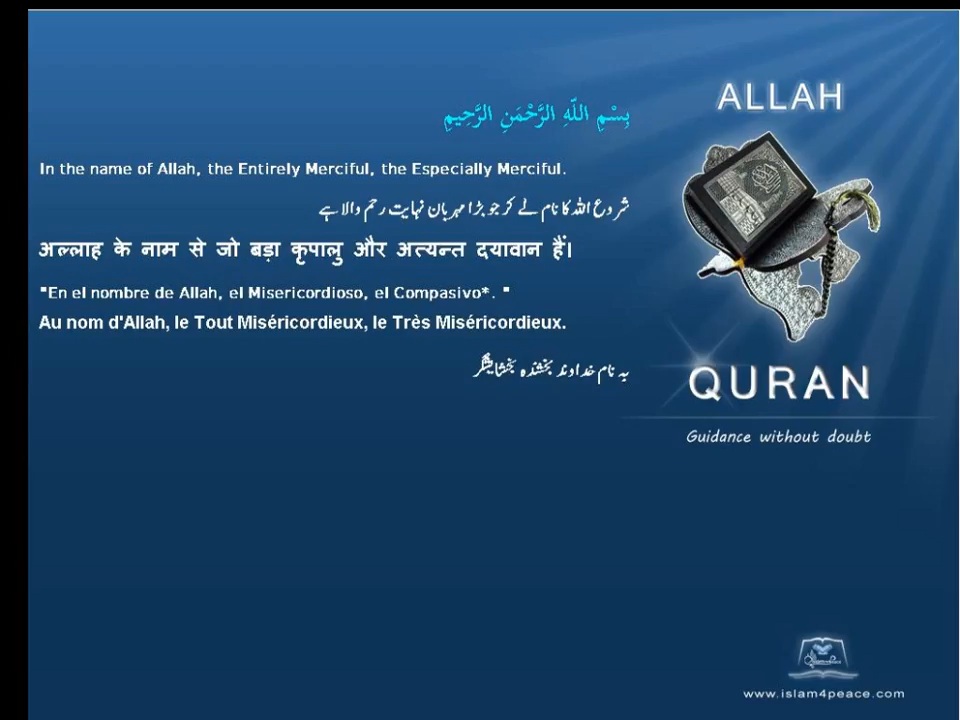 بِسْمِ اللَّهِ الرَّحْمَنِ الرَّحِيمِ
In the name of Allah, the Entirely Merciful, the Especially Merciful.
شروع الله کا نام لے کر جو بڑا مہربان نہایت رحم والا ہے
अल्लाह के नाम से जो बड़ा कृपालु और अत्यन्त दयावान हैं।
"En el nombre de Allah, el Misericordioso, el Compasivo*. "
Au nom d'Allah, le Tout Miséricordieux, le Très Miséricordieux.
به نام خداوند بخشنده بخشایشگر
ALLAH
QURAN
Guidance without doubt
www.islam4peace.com